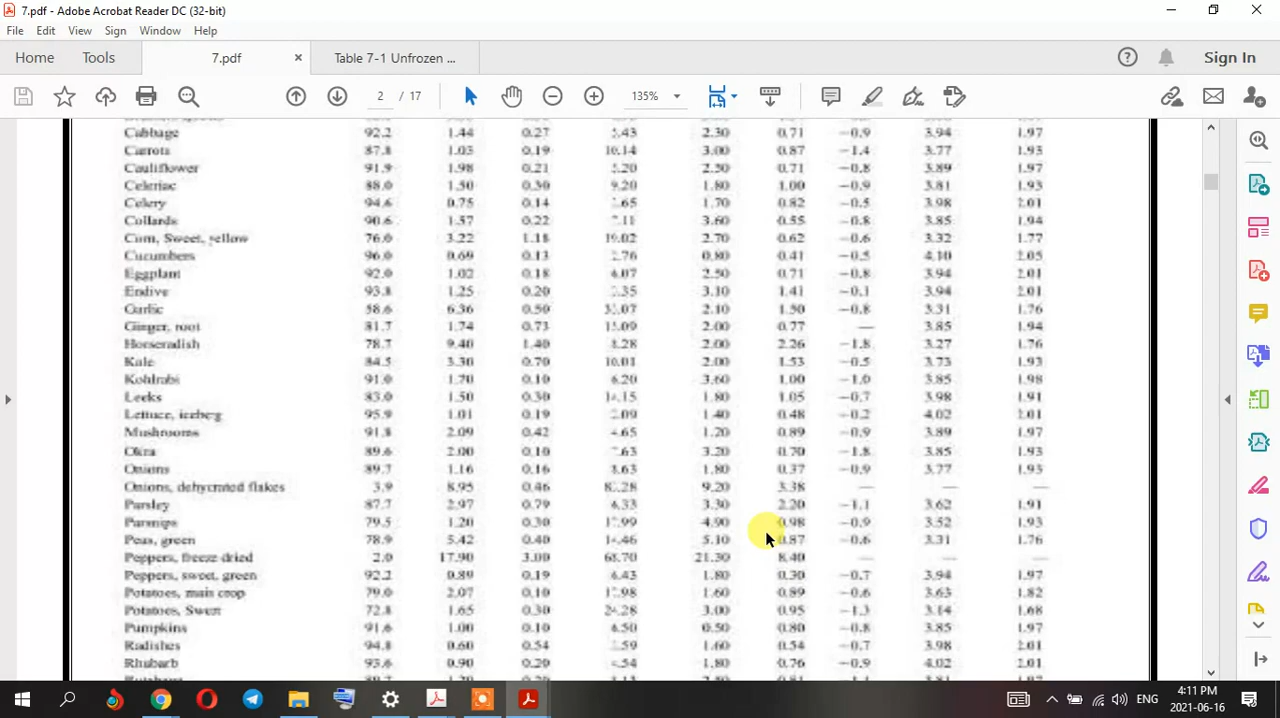 7.pdf - Adobe Acrobat Reader DC (32-bit)
File Edit View Sign Window Help
Home Tools 7.pdf × Table 7-1 Unfrozen ... Sign In
2 / 17 135%
Cabbage 92.2 1.44 0.27 5.43 2.30 0.71 −0.9 3.94 1.97
Carrots 87.8 1.03 0.19 10.14 3.00 0.87 −1.4 3.77 1.93
Cauliflower 91.9 1.98 0.21 5.20 2.50 0.71 −0.8 3.89 1.97
Celeriac 88.0 1.50 0.30 9.20 1.80 1.00 −0.9 3.81 1.93
Celery 94.6 0.75 0.14 .65 1.70 0.82 −0.5 3.98 2.01
Collards 90.6 1.57 0.22 .11 3.60 0.55 −0.8 3.85 1.94
Corn, Sweet, yellow 76.0 3.22 1.18 19.02 2.70 0.62 −0.6 3.32 1.77
Cucumbers 96.0 0.69 0.13 2.76 0.80 0.41 −0.5 4.10 2.05
Eggplant 92.0 1.02 0.18 6.07 2.50 0.71 −0.8 3.94 2.01
Endive 93.8 1.25 0.20 .35 3.10 1.41 −0.1 3.94 2.01
Garlic 58.6 6.36 0.50 33.07 2.10 1.50 −0.8 3.31 1.76
Ginger, root 81.7 1.74 0.73 15.09 2.00 0.77 — 3.85 1.94
Horseradish 78.7 9.40 1.40 8.28 2.00 2.26 −1.8 3.27 1.76
Kale 84.5 3.30 0.70 10.01 2.00 1.53 −0.5 3.73 1.93
Kohlrabi 91.0 1.70 0.10 6.20 3.60 1.00 −1.0 3.85 1.98
Leeks 83.0 1.50 0.30 14.15 1.80 1.05 −0.7 3.98 1.91
Lettuce, iceberg 95.9 1.01 0.19 2.09 1.40 0.48 −0.2 4.02 2.01
Mushrooms 91.8 2.09 0.42 4.65 1.20 0.89 −0.9 3.89 1.97
Okra 89.6 2.00 0.10 7.63 3.20 0.70 −1.8 3.85 1.93
Onions 89.7 1.16 0.16 8.63 1.80 0.37 −0.9 3.77 1.93
Onions, dehydrated flakes 3.9 8.95 0.46 83.28 9.20 3.38 — — —
Parsley 87.7 2.97 0.79 6.33 3.30 2.20 −1.1 3.62 1.91
Parsnips 79.5 1.20 0.30 17.99 4.90 0.98 −0.9 3.52 1.93
Peas, green 78.9 5.42 0.40 14.46 5.10 0.87 −0.6 3.31 1.76
Peppers, freeze dried 2.0 17.90 3.00 68.70 21.30 8.40 — — —
Peppers, sweet, green 92.2 0.89 0.19 6.43 1.80 0.30 −0.7 3.94 1.97
Potatoes, main crop 79.0 2.07 0.10 17.98 1.60 0.89 −0.6 3.63 1.82
Potatoes, Sweet 72.8 1.65 0.30 24.28 3.00 0.95 −1.3 3.14 1.68
Pumpkins 91.6 1.00 0.10 6.50 0.50 0.80 −0.8 3.85 1.97
Radishes 94.8 0.60 0.54 3.59 1.60 0.54 −0.7 3.98 2.01
Rhubarb 93.6 0.90 0.20 4.54 1.80 0.76 −0.9 4.02 2.01
ENG
4:11 PM
2021-06-16